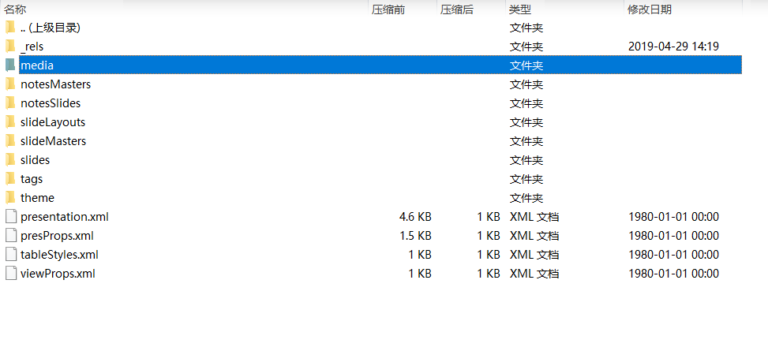 名称 压缩前 压缩后 类型 修改日期
.. (上级目录) 文件夹
_rels 文件夹 2019-04-29 14:19
media 文件夹
notesMasters 文件夹
notesSlides 文件夹
slideLayouts 文件夹
slideMasters 文件夹
slides 文件夹
tags 文件夹
theme 文件夹
presentation.xml 4.6 KB 1 KB XML 文档 1980-01-01 00:00
presProps.xml 1.5 KB 1 KB XML 文档 1980-01-01 00:00
tableStyles.xml 1 KB 1 KB XML 文档 1980-01-01 00:00
viewProps.xml 1 KB 1 KB XML 文档 1980-01-01 00:00